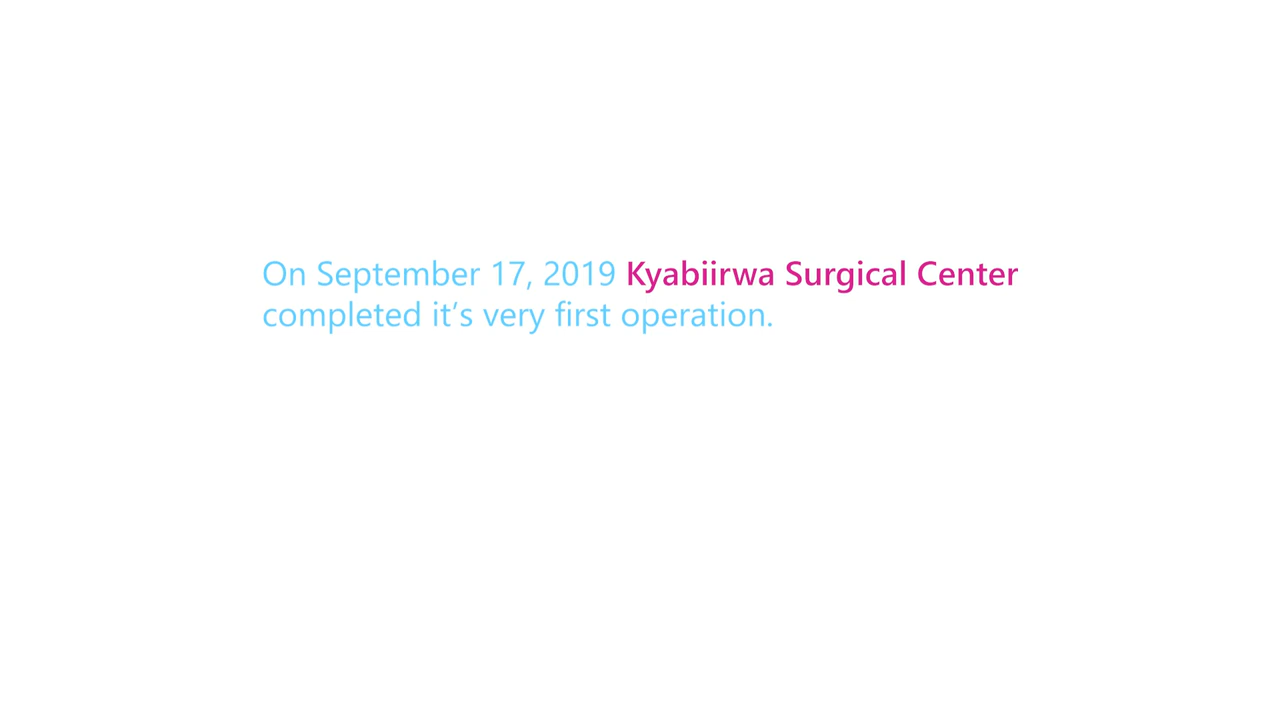 On September 17, 2019 Kyabiirwa Surgical Center
completed it’s very first operation.